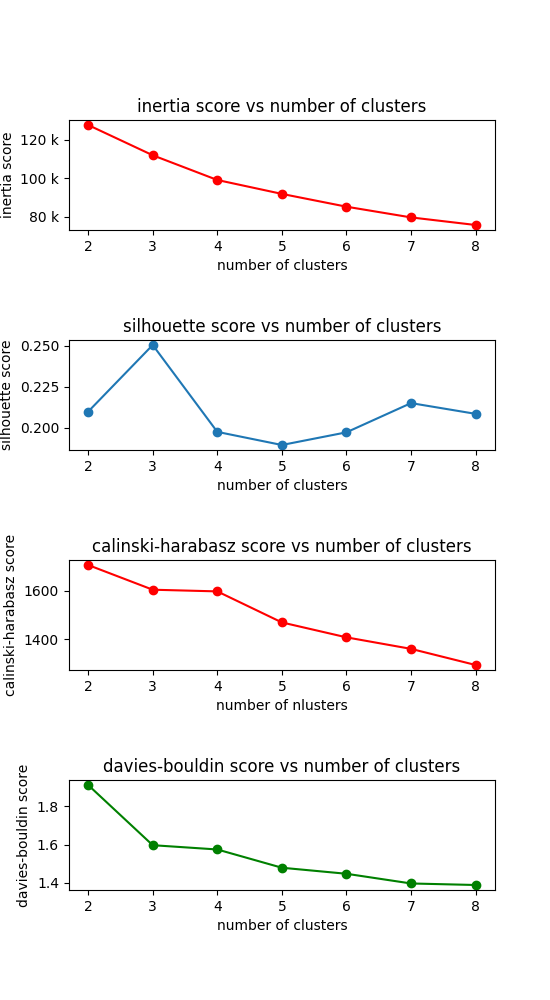 inertia score vs number of clusters
inertia score
120 k
100 k
80 k
2 3 4 5 6 7 8
number of clusters
silhouette score vs number of clusters
silhouette score
0.250
0.225
0.200
2 3 4 5 6 7 8
number of clusters
calinski-harabasz score vs number of clusters
calinski-harabasz score
1600
1400
2 3 4 5 6 7 8
number of nlusters
davies-bouldin score vs number of clusters
davies-bouldin score
1.8
1.6
1.4
2 3 4 5 6 7 8
number of clusters